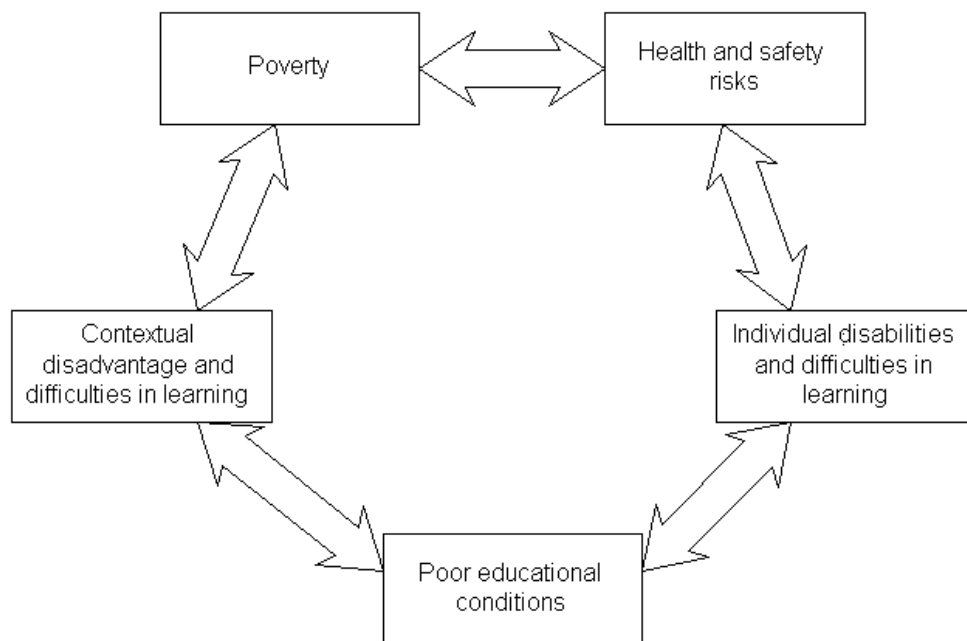 Poverty
Health and safety
risks
Contextual
disadvantage and
difficulties in learning
Individual disabilities
and difficulties in
learning
Poor educational
conditions